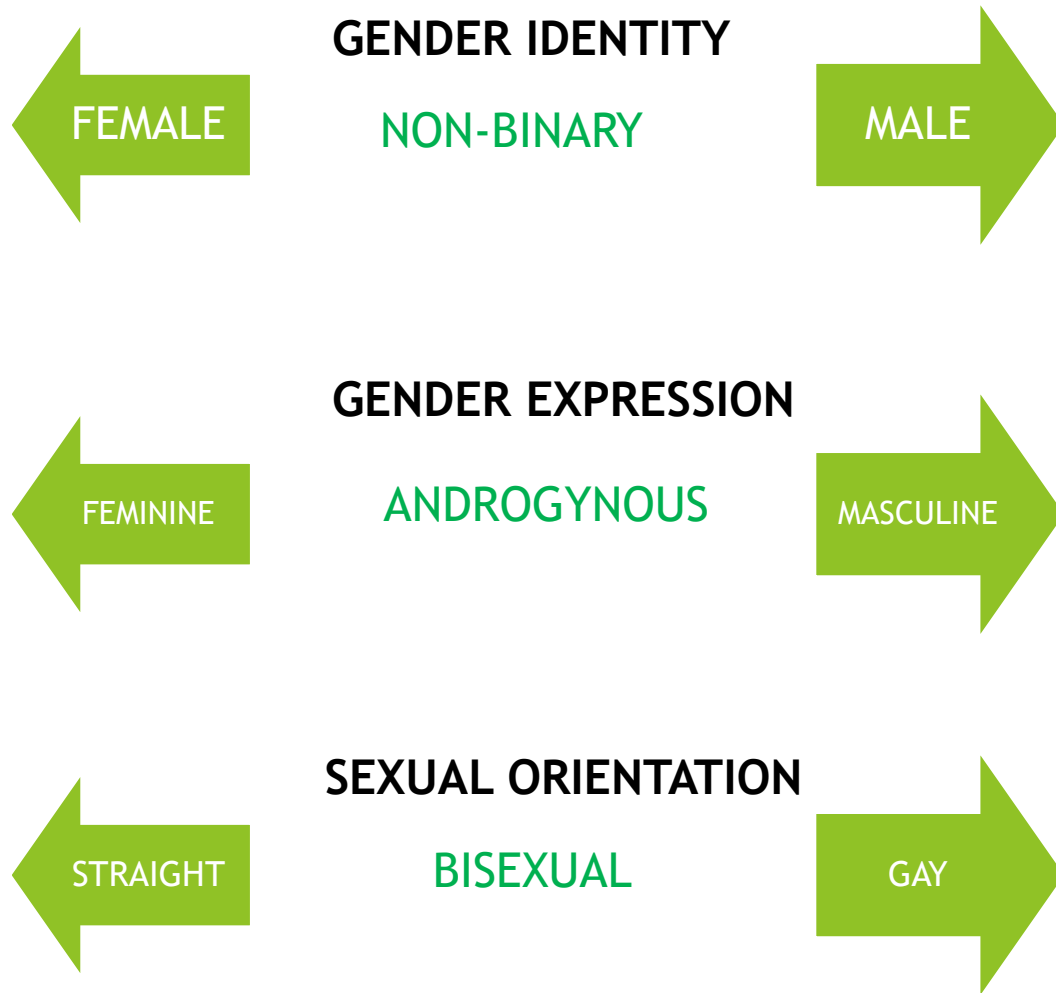 GENDER IDENTITY
FEMALE
NON-BINARY
MALE
GENDER EXPRESSION
FEMININE
ANDROGYNOUS
MASCULINE
SEXUAL ORIENTATION
STRAIGHT
BISEXUAL
GAY